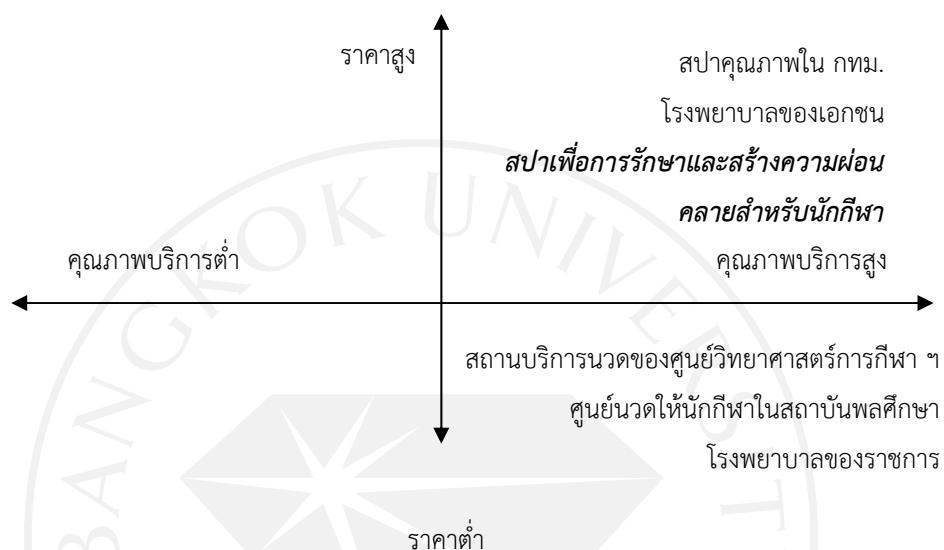 ราคาสูง
สปาคุณภาพใน กทม.
โรงพยาบาลของเอกชน
สปาเพื่อการรักษาและสร้างความผ่อน
คลายสำหรับนักกีฬา
คุณภาพบริการต่ำ
คุณภาพบริการสูง
สถานบริการนวดของศูนย์วิทยาศาสตร์การกีฬา ฯ
ศูนย์นวดให้นักกีฬาในสถาบันพลศึกษา
โรงพยาบาลของราชการ
ราคาต่ำ
BANGKOK UNIVERSIT